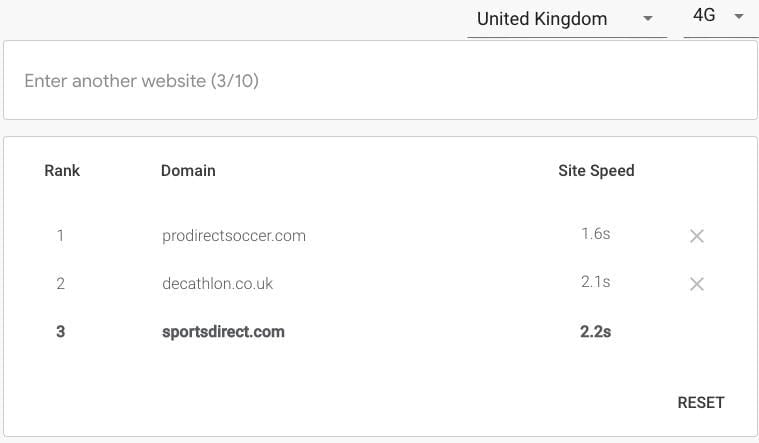 United Kingdom 4G
Enter another website (3/10)
Rank Domain Site Speed
1 prodirectsoccer.com 1.6s
2 decathlon.co.uk 2.1s
3 sportsdirect.com 2.2s
RESET